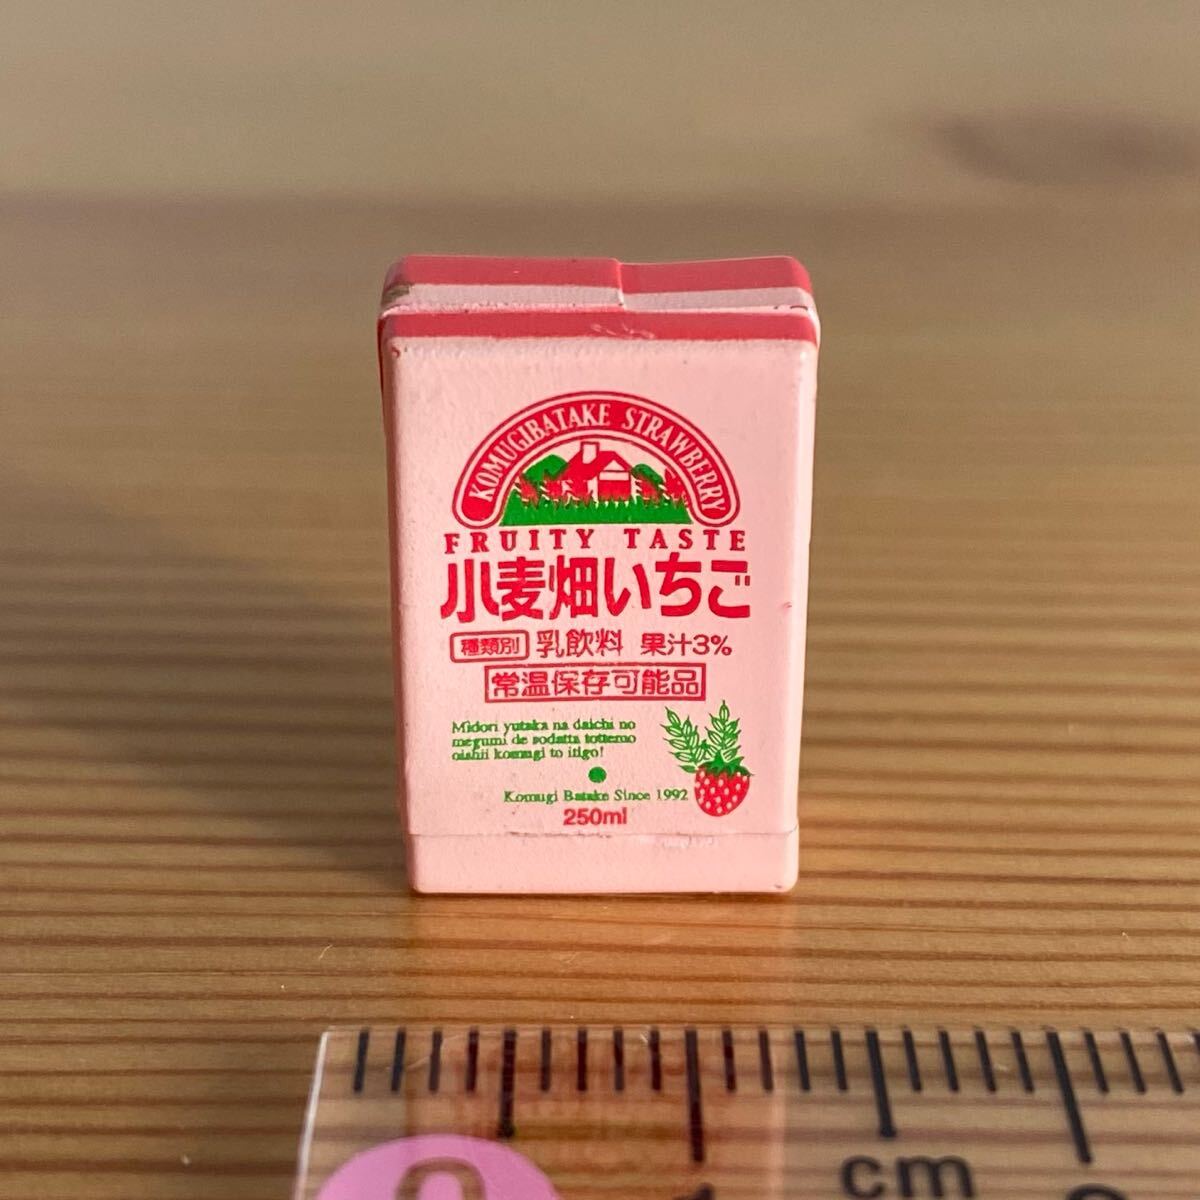 KOMUGIBATAKE STRAWBERRY
FRUITY TASTE
小麦畑いちご
種類別 乳飲料 果汁3%
常温保存可能品
Midori yutaka na daichi no
megumi de sodatta tottemo
oishii komugi to itigo!
Komugi Batake Since 1992
250ml
0
cm